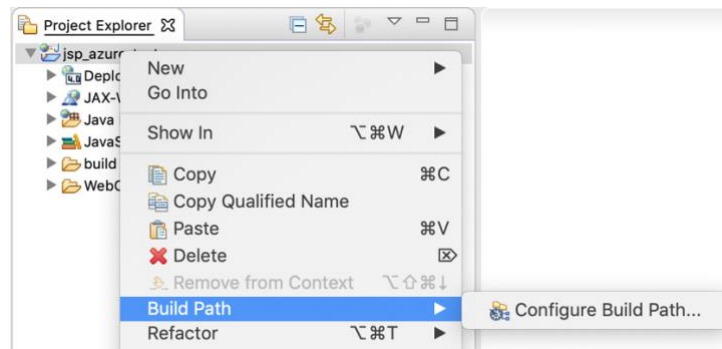 Project Explorer
jsp_azure
New
Deplo
Go Into
JAX-
Java
Show In ⌥⌘W
JavaS
build
Copy ⌘C
WebC
Copy Qualified Name
Paste ⌘V
Delete ⌦
Remove from Context ⌥⇧⌘↓
Build Path
Configure Build Path...
Refactor ⌥⌘T